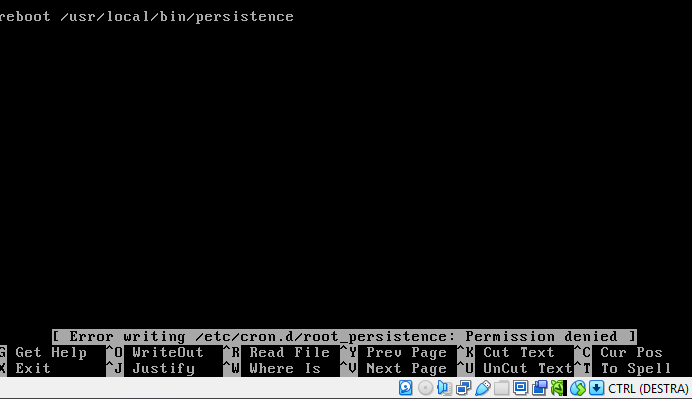 reboot /usr/local/bin/persistence
[ Error writing /etc/cron.d/root_persistence: Permission denied ]
G Get Help ^O WriteOut ^R Read File ^Y Prev Page ^K Cut Text ^C Cur Pos
X Exit ^J Justify ^W Where Is ^V Next Page ^U UnCut Text ^T To Spell
CTRL (DESTRA)